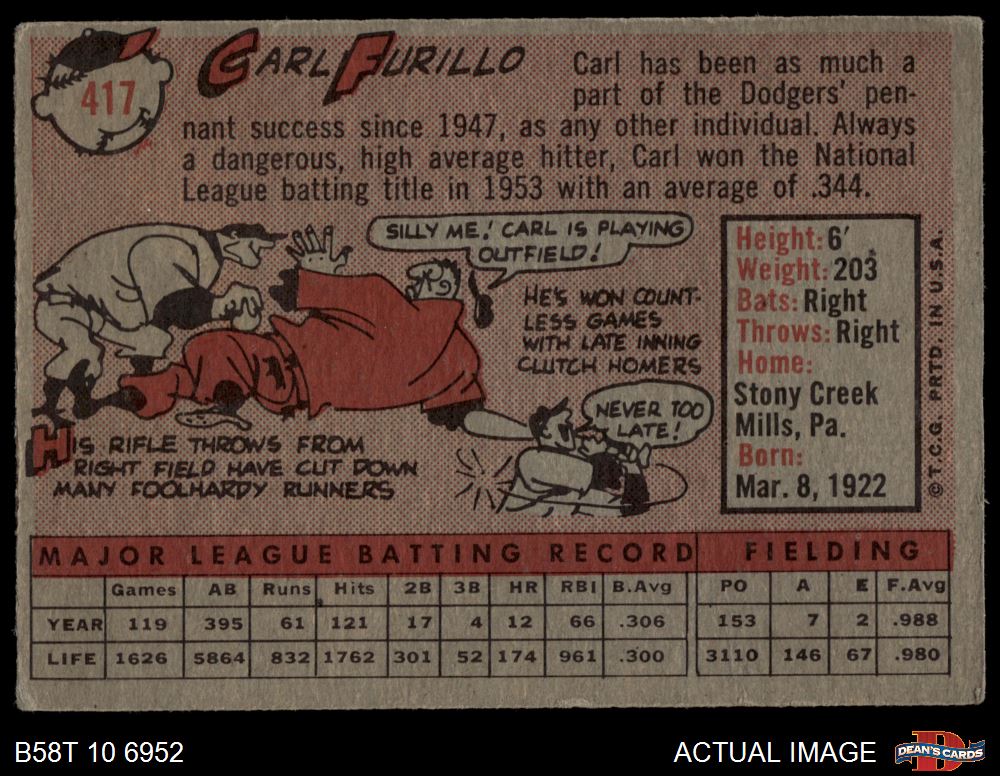 417
CARL FURILLO
Carl has been as much a
part of the Dodgers' pen-
nant success since 1947, as any other individual. Always
a dangerous, high average hitter, Carl won the National
League batting title in 1953 with an average of .344.
SILLY ME! CARL IS PLAYING
OUTFIELD!
HE'S WON COUNT-
LESS GAMES
WITH LATE INNING
CLUTCH HOMERS
NEVER TOO
LATE!
HIS RIFLE THROWS FROM
RIGHT FIELD HAVE CUT DOWN
MANY FOOLHARDY RUNNERS
Height: 6'
Weight: 203
Bats: Right
Throws: Right
Home:
Stony Creek
Mills, Pa.
Born:
Mar. 8, 1922
© T.C.G. PRTD. IN U.S.A.
MAJOR LEAGUE BATTING RECORD FIELDING
Games AB Runs Hits 2B 3B HR RBI B.Avg PO A E F.Avg
YEAR 119 395 61 121 17 4 12 66 .306 153 7 2 .988
LIFE 1626 5864 832 1762 301 52 174 961 .300 3110 146 67 .980
B58T 10 6952 ACTUAL IMAGE DEAN'S CARDS